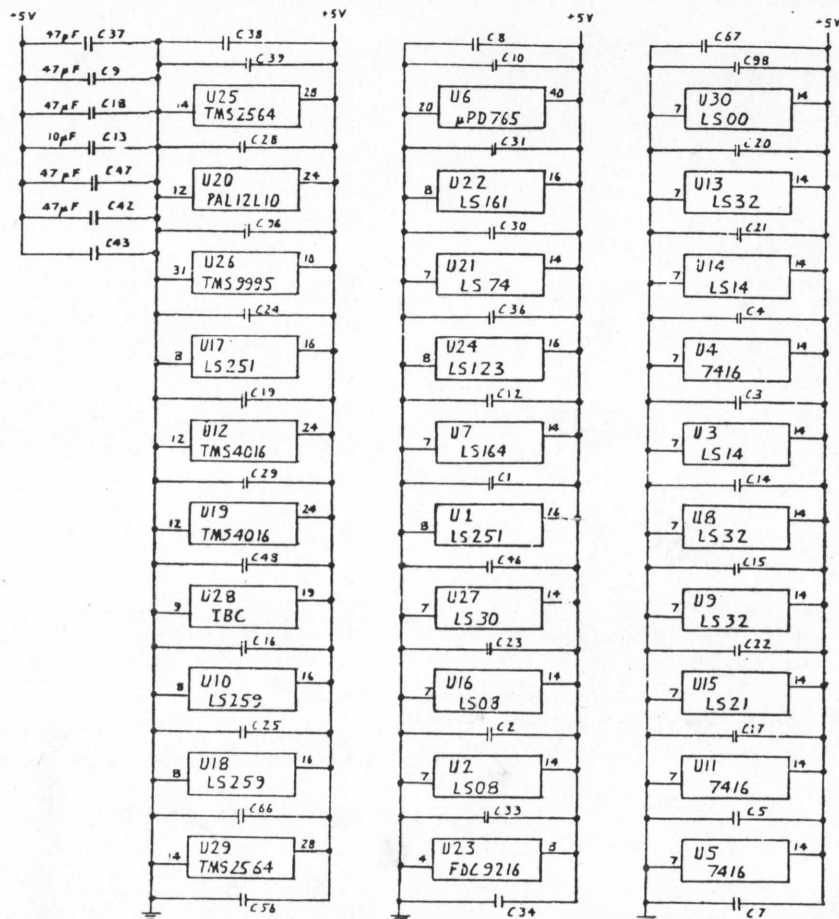 +5V
+5V
47µF C37
C38
C39
47µF C9
14 U25 28
TMS2564
47µF C18
10µF C13
C28
47µF C47
12 U20 24
PAL12L10
47µF C42
C96
C43
31 U26 10
TMS9995
C24
8 U17 16
LS251
C19
12 U12 24
TMS4016
C29
12 U19 24
TMS4016
C48
9 U28 19
IBC
C16
8 U10 16
LS259
C25
8 U18 16
LS259
C66
14 U29 28
TMS2564
C56
+5V
C8
C10
20 U6 40
µPD765
C31
8 U22 16
LS161
C30
7 U21 14
LS74
C36
8 U24 16
LS123
C12
7 U7 14
LS164
C1
8 U1 16
LS251
C46
7 U27 14
LS30
C23
7 U16 14
LS08
C2
7 U2 14
LS08
C33
4 U23 8
FDC9216
C34
+5V
C67
C98
7 U30 14
LS00
C20
7 U13 14
LS32
C21
7 U14 14
LS14
C4
7 U4 14
7416
C3
7 U3 14
LS14
C14
7 U8 14
LS32
C15
7 U9 14
LS32
C22
7 U15 14
LS21
C17
7 U11 14
7416
C5
7 U5 14
7416
C7